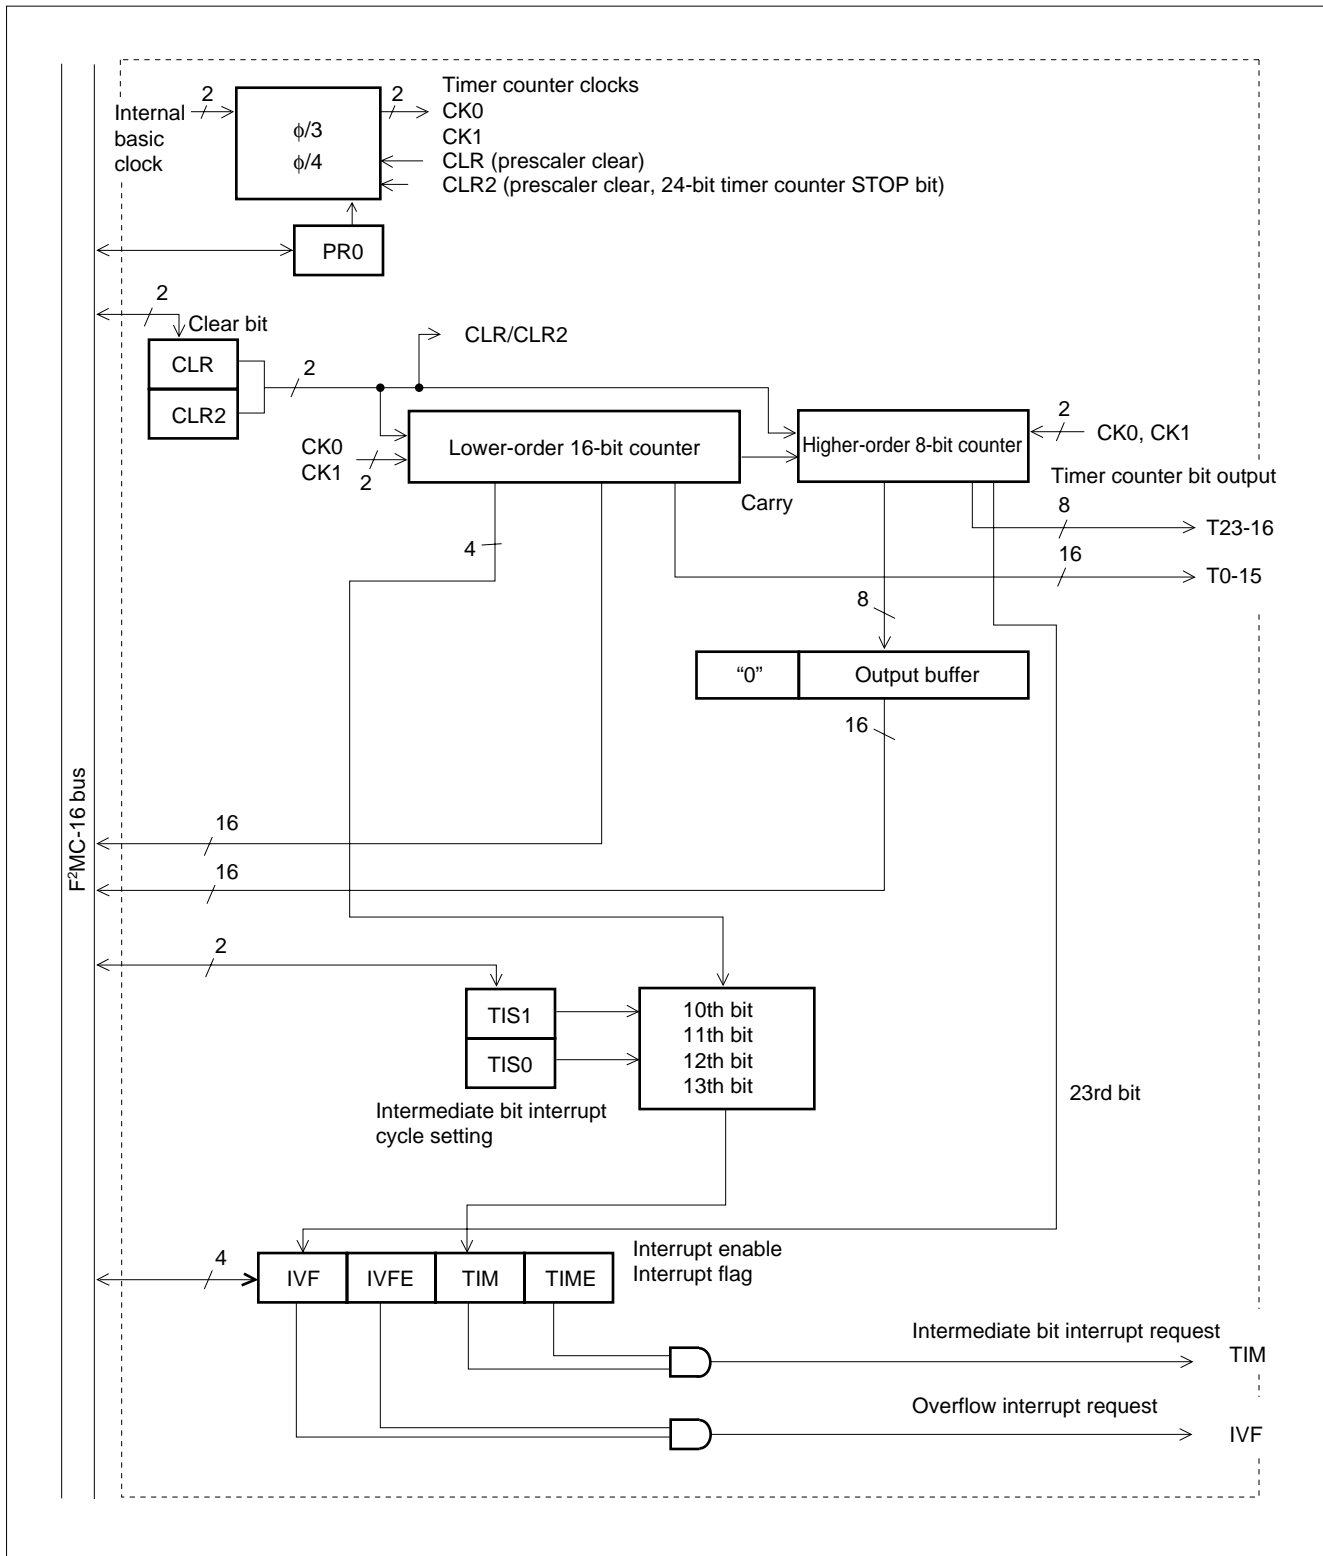 Timer counter clocks
2
2
Internal
basic
clock
ϕ/3
ϕ/4
CK0
CK1
CLR (prescaler clear)
CLR2 (prescaler clear, 24-bit timer counter STOP bit)
PR0
2
Clear bit
CLR
CLR2
2
CLR/CLR2
CK0
CK1
2
Lower-order 16-bit counter
Carry
Higher-order 8-bit counter
2
CK0, CK1
Timer counter bit output
8
T23-16
16
T0-15
4
8
“0”
Output buffer
16
F²MC-16 bus
16
16
2
TIS1
TIS0
10th bit
11th bit
12th bit
13th bit
Intermediate bit interrupt
cycle setting
23rd bit
4
IVF
IVFE
TIM
TIME
Interrupt enable
Interrupt flag
Intermediate bit interrupt request
TIM
Overflow interrupt request
IVF